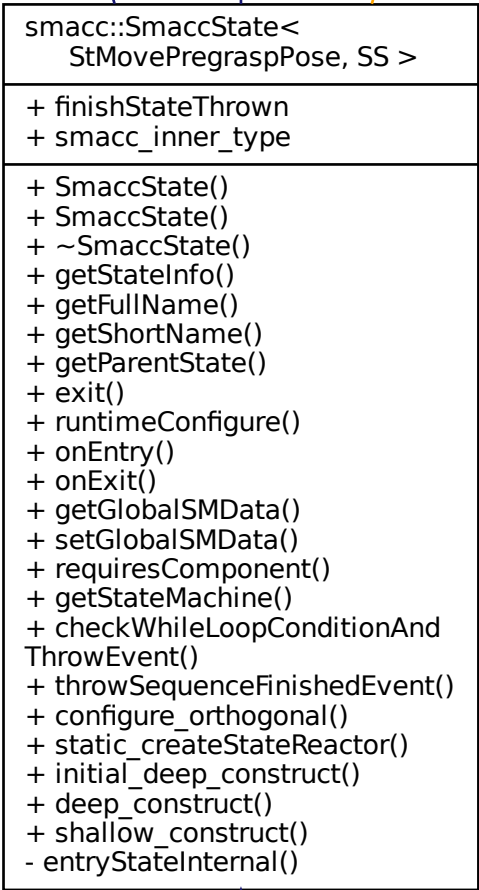 smacc::SmaccState<
StMovePregraspPose, SS >
+ finishStateThrown
+ smacc_inner_type
+ SmaccState()
+ SmaccState()
+ ~SmaccState()
+ getStateInfo()
+ getFullName()
+ getShortName()
+ getParentState()
+ exit()
+ runtimeConfigure()
+ onEntry()
+ onExit()
+ getGlobalSMData()
+ setGlobalSMData()
+ requiresComponent()
+ getStateMachine()
+ checkWhileLoopConditionAnd
ThrowEvent()
+ throwSequenceFinishedEvent()
+ configure_orthogonal()
+ static_createStateReactor()
+ initial_deep_construct()
+ deep_construct()
+ shallow_construct()
- entryStateInternal()